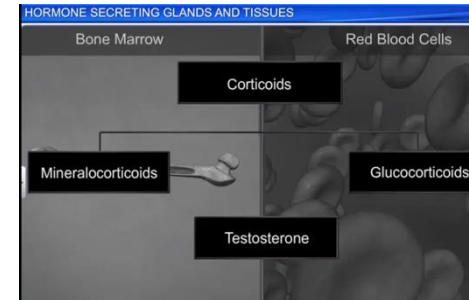 HORMONE SECRETING GLANDS AND TISSUES
Bone Marrow Red Blood Cells
Corticoids
Mineralocorticoids Glucocorticoids
Testosterone